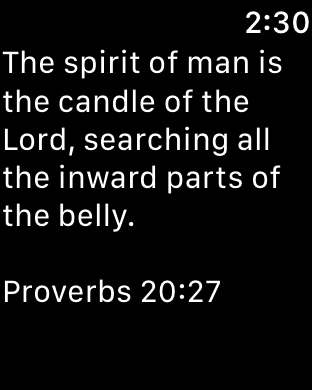 2:30
The spirit of man is
the candle of the
Lord, searching all
the inward parts of
the belly.
Proverbs 20:27